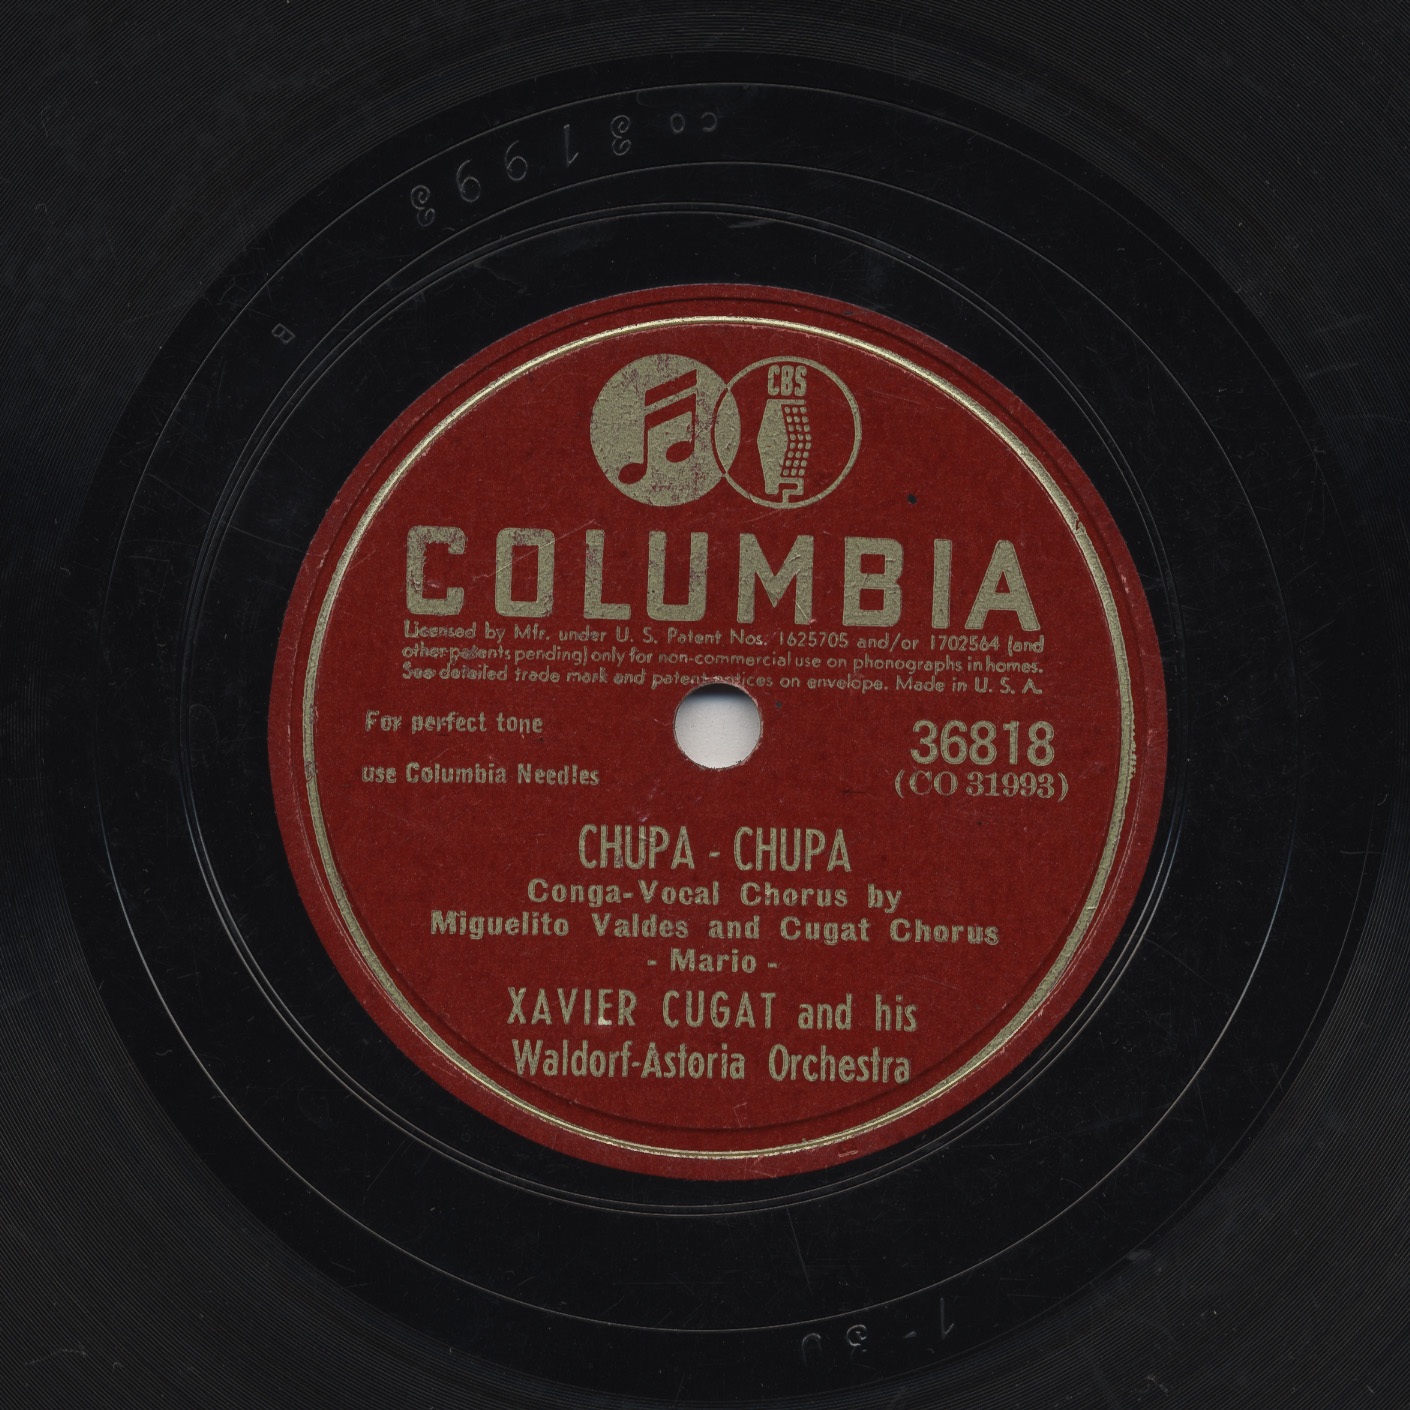 CO 31993
B
CBS
COLUMBIA
Licensed by Mfr. under U. S. Patent Nos. 1625705 and/or 1702564 (and
other patents pending) only for non-commercial use on phonographs in homes.
See detailed trade mark and patent notices on envelope. Made in U. S. A.
For perfect tone
use Columbia Needles
36818
(CO 31993)
CHUPA - CHUPA
Conga-Vocal Chorus by
Miguelito Valdes and Cugat Chorus
- Mario -
XAVIER CUGAT and his
Waldorf-Astoria Orchestra